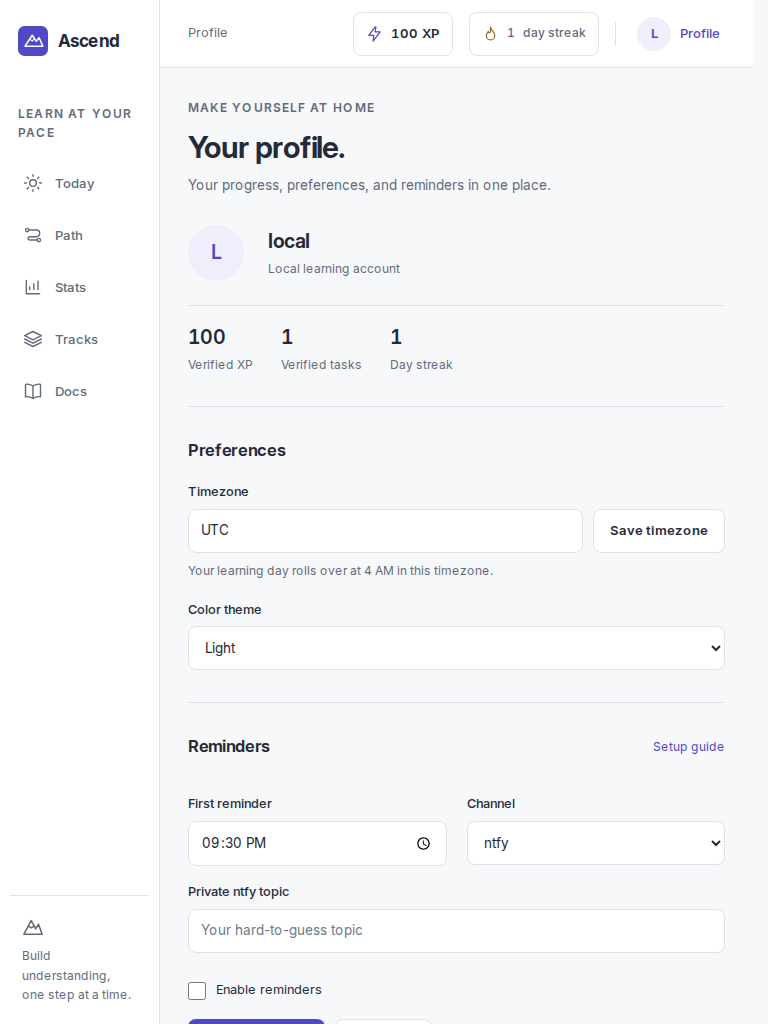 Ascend
LEARN AT YOUR
PACE
Today
Path
Stats
Tracks
Docs
Build
understanding,
one step at a time.
Profile
100 XP
1 day streak
L
Profile
MAKE YOURSELF AT HOME
Your profile.
Your progress, preferences, and reminders in one place.
L
local
Local learning account
100
Verified XP
1
Verified tasks
1
Day streak
Preferences
Timezone
UTC
Save timezone
Your learning day rolls over at 4 AM in this timezone.
Color theme
Light
Reminders
Setup guide
First reminder
09:30 PM
Channel
ntfy
Private ntfy topic
Your hard-to-guess topic
Enable reminders